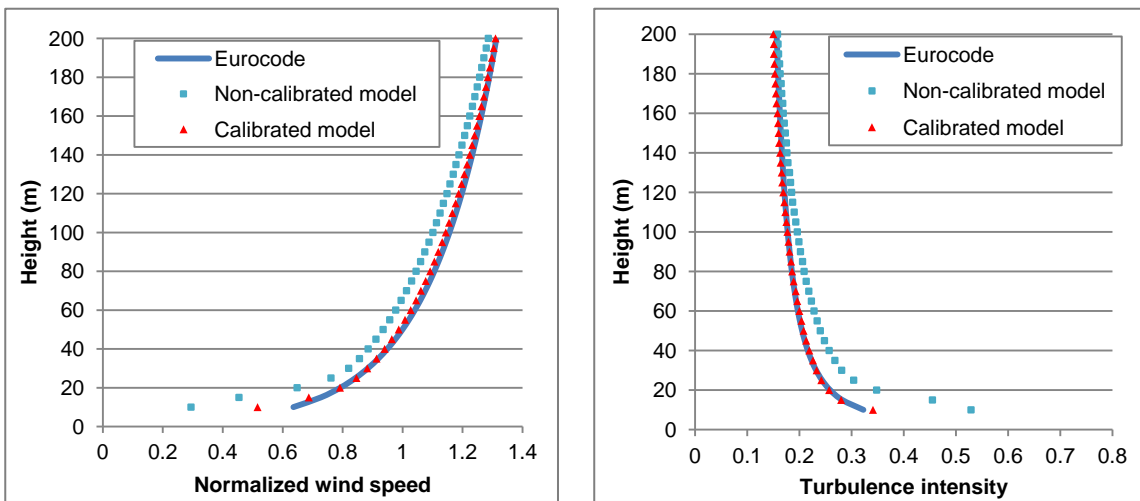 200
180
160
140
120
100
80
60
40
20
0
Height (m)
Eurocode
Non-calibrated model
Calibrated model
0 0.2 0.4 0.6 0.8 1 1.2 1.4
Normalized wind speed
200
180
160
140
120
100
80
60
40
20
0
Height (m)
Eurocode
Non-calibrated model
Calibrated model
0 0.1 0.2 0.3 0.4 0.5 0.6 0.7 0.8
Turbulence intensity